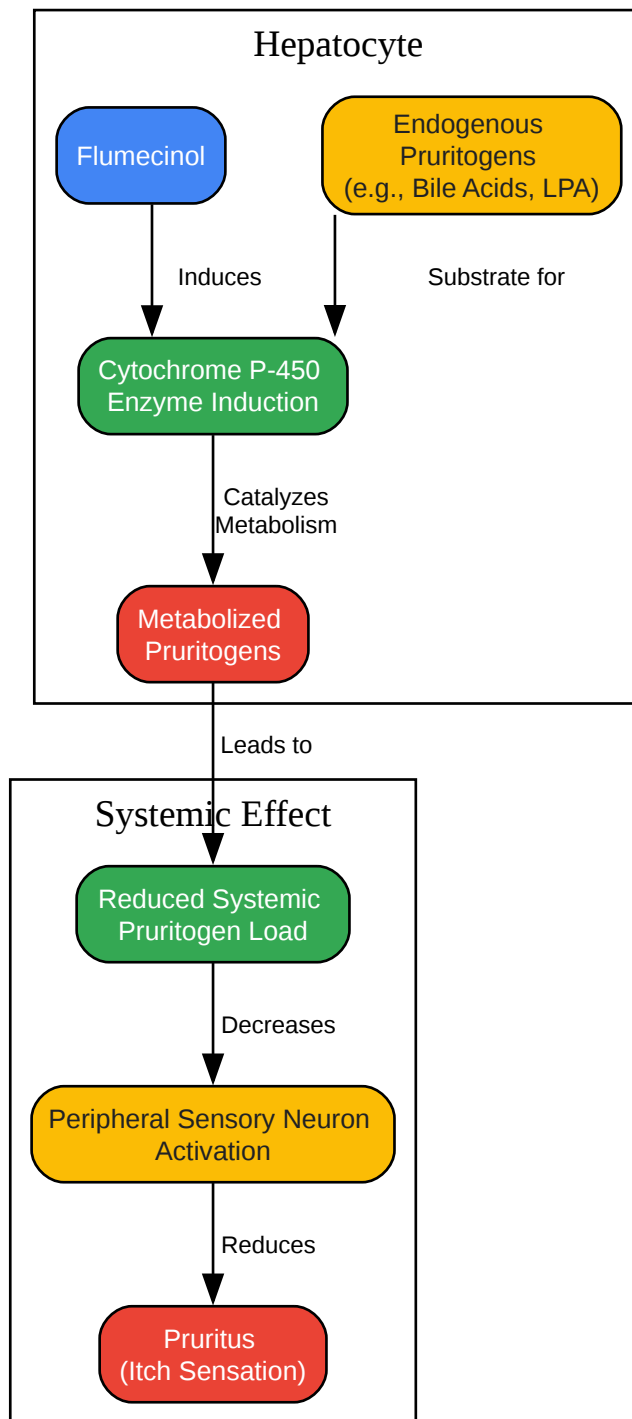 Hepatocyte
Flumecinol
Endogenous
Pruritogens
(e.g., Bile Acids, LPA)
Induces
Substrate for
Cytochrome P-450
Enzyme Induction
Catalyzes
Metabolism
Metabolized
Pruritogens
Leads to
Systemic Effect
Reduced Systemic
Pruritogen Load
Decreases
Peripheral Sensory Neuron
Activation
Reduces
Pruritus
(Itch Sensation)